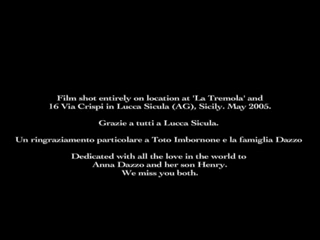 Film shot entirely on location at 'La Tremola' and
16 Via Crispi in Lucca Sicula (AG), Sicily. May 2005.
Grazie a tutti a Lucca Sicula.
Un ringraziamento particolare a Toto Imbornone e la famiglia Dazzo
Dedicated with all the love in the world to
Anna Dazzo and her son Henry.
We miss you both.